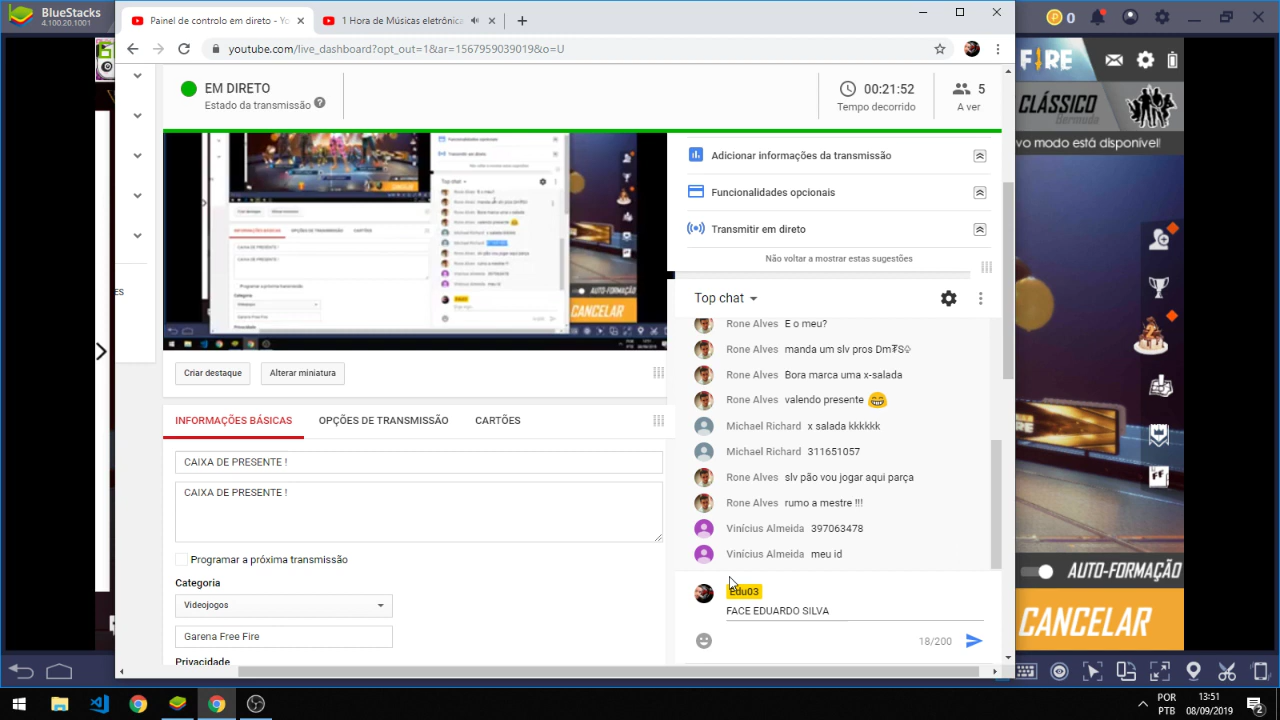 BlueStacks
4.100.20.1001
Painel de controlo em direto - Yo
1 Hora de Músicas eletrônica
0
youtube.com/live_dashboard?opt_out=1&ar=1567959039019&o=U
FIRE
CLÁSSICO
Bermuda
vo modo está disponível!
EM DIRETO
Estado da transmissão
00:21:52
Tempo decorrido
5
A ver
Adicionar informações da transmissão
Funcionalidades opcionais
Transmitir em direto
Não voltar a mostrar estas sugestões
ES
Criar destaque
Alterar miniatura
Top chat
Rone Alves E o meu?
Rone Alves manda um slv pros Dm₮S♤
Rone Alves Bora marca uma x-salada
Rone Alves valendo presente 😁
Michael Richard x salada kkkkkk
Michael Richard 311651057
Rone Alves slv pão vou jogar aqui parça
Rone Alves rumo a mestre !!!
Vinícius Almeida 397063478
Vinícius Almeida meu id
Edu03
FACE EDUARDO SILVA
18/200
INFORMAÇÕES BÁSICAS
OPÇÕES DE TRANSMISSÃO
CARTÕES
CAIXA DE PRESENTE !
CAIXA DE PRESENTE !
Programar a próxima transmissão
Categoria
Videojogos
Garena Free Fire
Privacidade
AUTO-FORMAÇÃO
CANCELAR
POR
PTB
13:51
08/09/2019
2